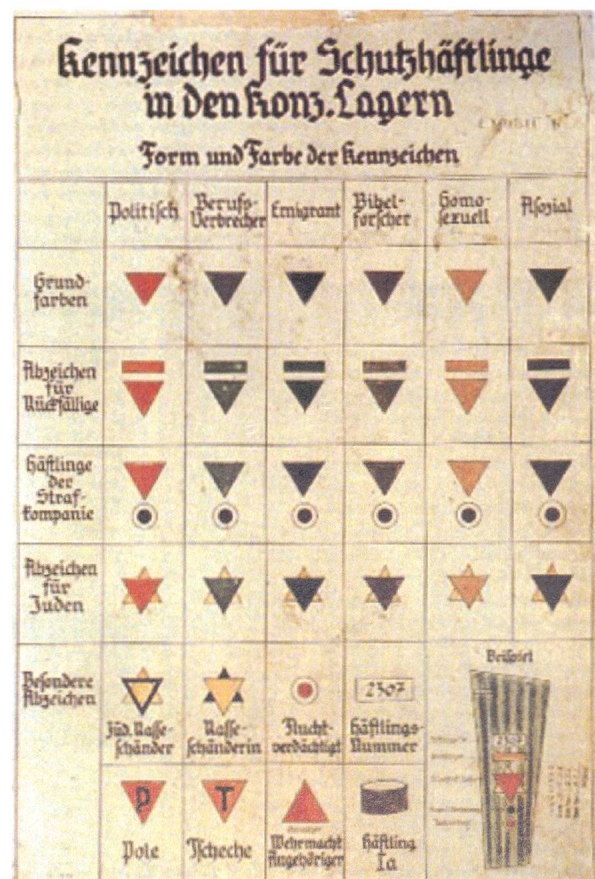 Kennzeichen für Schutzhäftlinge
in den Konz.Lagern
Form und Farbe der Kennzeichen
Politisch
Berufs-
Verbrecher
Emigrant
Bibel-
forscher
Homo-
sexuell
Asozial
Grund-
farben
Abzeichen
für
Rückfällige
Häftlinge
der
Straf-
kompanie
Abzeichen
für
Juden
Besondere
Abzeichen
Jüd. Rasse-
schänder
Rasse-
schänderin
Flucht-
verdächtigt
2307
Häftlings-
Nummer
Beispiel
2307
P
Pole
T
Tscheche
Wehrmacht
Angehöriger
Häftling
Ia